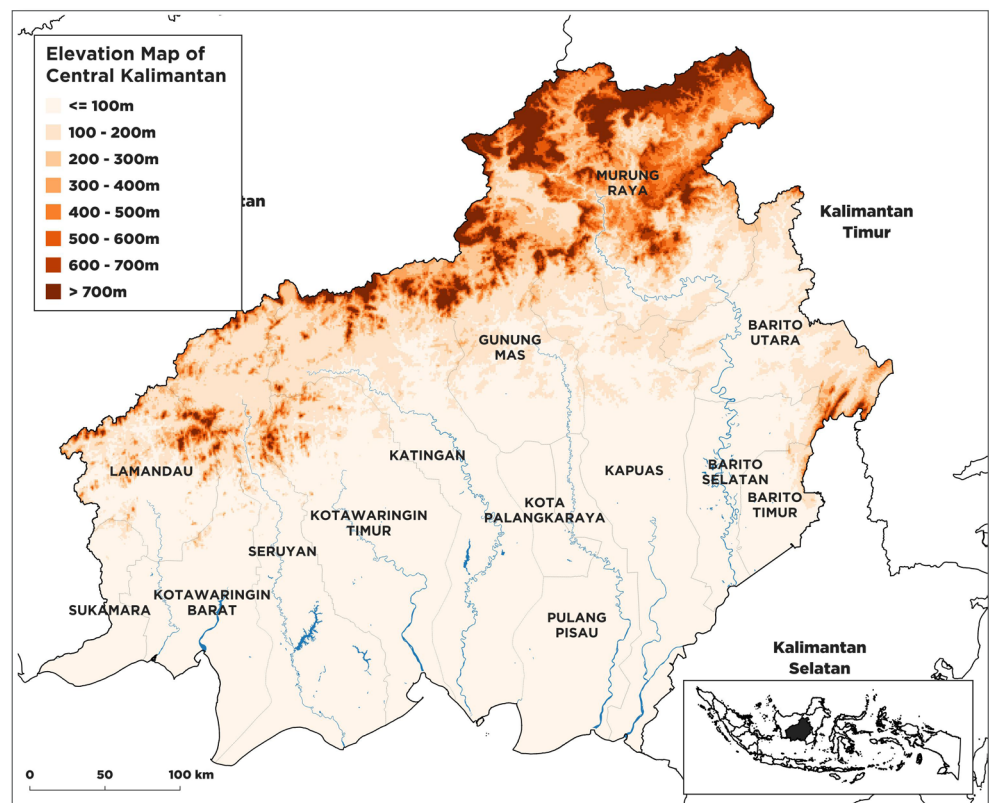 Elevation Map of
Central Kalimantan
<= 100m
100 - 200m
200 - 300m
300 - 400m
400 - 500m
500 - 600m
600 - 700m
> 700m
tan
MURUNG
RAYA
Kalimantan
Timur
GUNUNG
MAS
BARITO
UTARA
LAMANDAU
KATINGAN
KAPUAS
BARITO
SELATAN
BARITO
TIMUR
KOTA
PALANGKARAYA
KOTAWARINGIN
TIMUR
SERUYAN
SUKAMARA
KOTAWARINGIN
BARAT
PULANG
PISAU
Kalimantan
Selatan
0 50 100 km